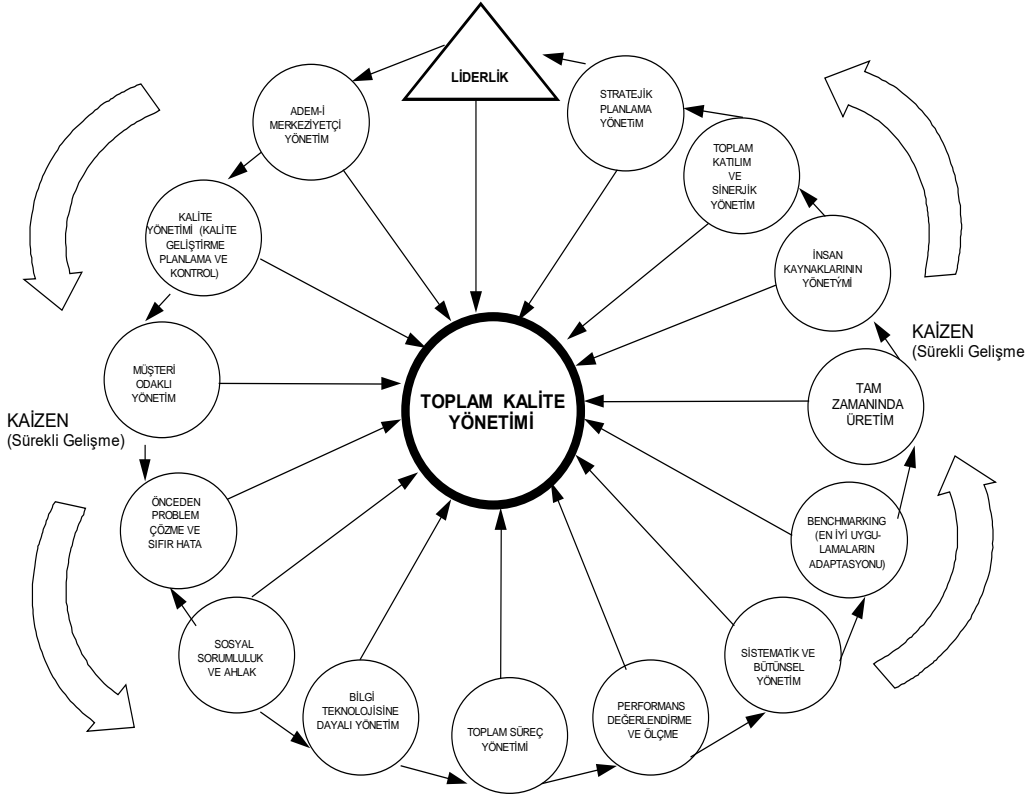 LİDERLİK
STRATEJİK
PLANLAMA
YÖNETiM
TOPLAM
KATILIM
VE
SİNERJİK
YÖNETİM
İNSAN
KAYNAKLARININ
YÖNETÝMİ
KAİZEN
(Sürekli Gelişme
TAM
ZAMANINDA
ÜRETİM
BENCHMARKING
(EN İYİ UYGU-
LAMALARIN
ADAPTASYONU)
SİSTEMATİK VE
BÜTÜNSEL
YÖNETİM
PERFORMANS
DEĞERLENDİRME
VE ÖLÇME
TOPLAM SÜREÇ
YÖNETİMİ
BİLGİ
TEKNOLOJİSİNE
DAYALI YÖNETİM
SOSYAL
SORUMLULUK
VE AHLAK
ÖNCEDEN
PROBLEM
ÇÖZME VE
SIFIR HATA
KAİZEN
(Sürekli Gelişme)
MÜŞTERİ
ODAKLI
YÖNETİM
KALİTE
YÖNETİMİ (KALİTE
GELİŞTİRME
PLANLAMA VE
KONTROL)
ADEM-İ
MERKEZİYETÇİ
YÖNETİM
TOPLAM KALİTE
YÖNETİMİ